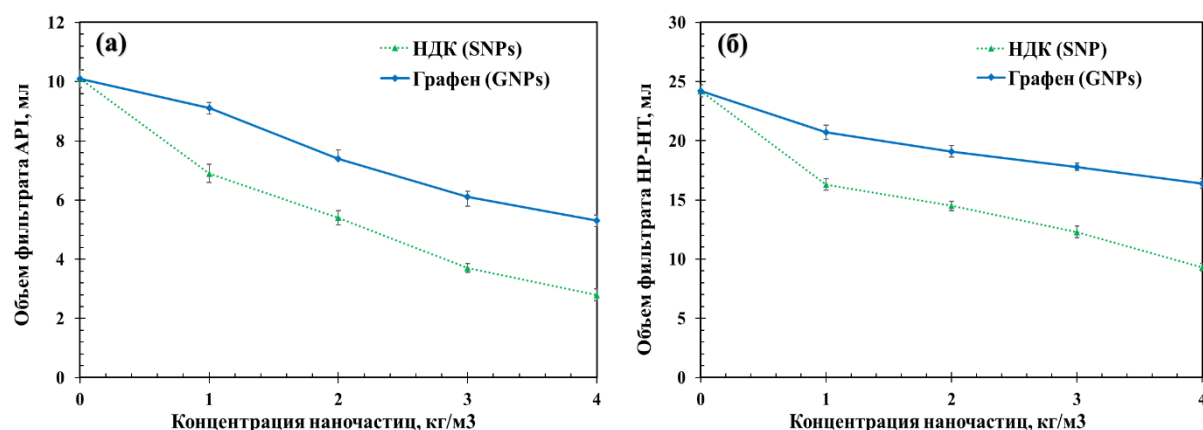 (а)
НДК (SNPs)
Графен (GNPs)
Объем фильтрата API, мл
12
10
8
6
4
2
0
0 1 2 3 4
Концентрация наночастиц, кг/м3
(б)
НДК (SNP)
Графен (GNPs)
Объем фильтрата HP-HT, мл
30
25
20
15
10
5
0
0 1 2 3 4
Концентрация наночастиц, кг/м3